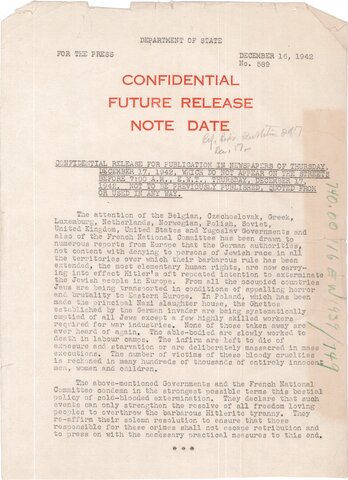 DEPARTMENT OF STATE
FOR THE PRESS
DECEMBER 16, 1942
No. 589
CONFIDENTIAL
FUTURE RELEASE
NOTE DATE
CONFIDENTIAL RELEASE FOR PUBLICATION IN NEWSPAPERS OF THURSDAY,
DECEMBER 17, 1942, WHICH DO NOT APPEAR ON THE STREETS
BEFORE 7:00 A.M., E.W.T., THURSDAY, DECEMBER 17,
1942. NOT TO BE PREVIOUSLY PUBLISHED, QUOTED FROM
OR USED IN ANY WAY.
The attention of the Belgian, Czechoslovak, Greek,
Luxemburg, Netherlands, Norwegian, Polish, Soviet,
United Kingdom, United States and Yugoslav Governments and
also of the French National Committee has been drawn to
numerous reports from Europe that the German authorities,
not content with denying to persons of Jewish race in all
the territories over which their barbarous rule has been
extended, the most elementary human rights, are now carry-
ing into effect Hitler's oft repeated intention to exterminate
the Jewish people in Europe. From all the occupied countries
Jews are being transported in conditions of appalling horror
and brutality to Eastern Europe. In Poland, which has been
made the principal Nazi slaughter house, the Ghettos
established by the German invader are being systematically
emptied of all Jews except a few highly skilled workers
required for war industries. None of those taken away are
ever heard of again. The able-bodied are slowly worked to
death in labour camps. The infirm are left to die of
exposure and starvation or are deliberately massacred in mass
executions. The number of victims of these bloody cruelties
is reckoned in many hundreds of thousands of entirely innocent
men, women and children.
The above-mentioned Governments and the French National
Committee condemn in the strongest possible terms this bestial
policy of cold-blooded extermination. They declare that such
events can only strengthen the resolve of all freedom loving
peoples to overthrow the barbarous Hitlerite tyranny. They
re-affirm their solemn resolution to ensure that those
responsible for these crimes shall not escape retribution and
to press on with the necessary practical measures to this end.
* * *